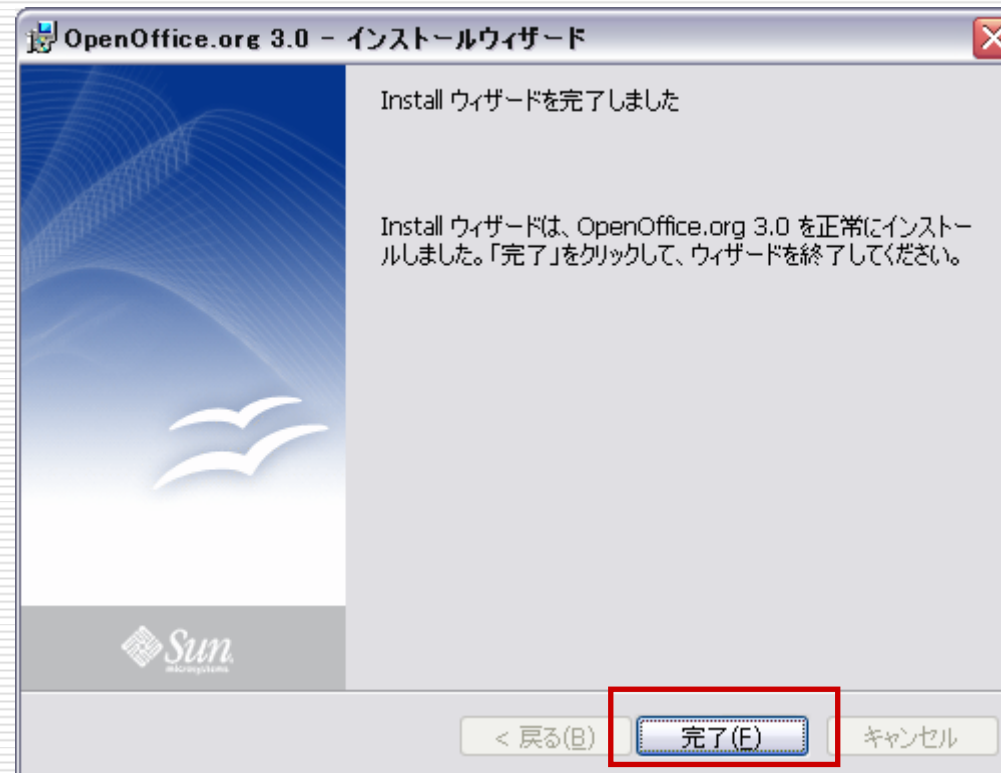 OpenOffice.org 3.0 - インストールウィザード
Install ウィザードを完了しました
Install ウィザードは、OpenOffice.org 3.0 を正常にインストー
ルしました。「完了」をクリックして、ウィザードを終了してください。
Sun
microsystems
< 戻る(B)
完了(F)
キャンセル